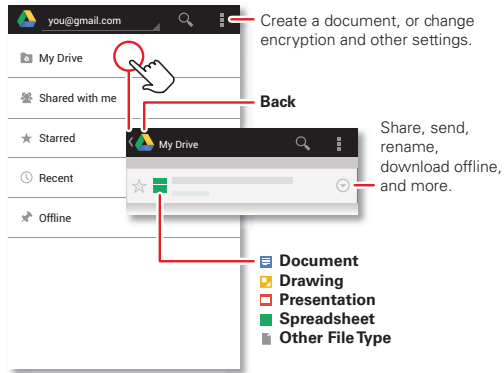 you@gmail.com
Create a document, or change
encryption and other settings.
My Drive
Shared with me
Starred
Recent
Offline
Back
My Drive
Share, send,
rename,
download offline,
and more.
Document
Drawing
Presentation
Spreadsheet
Other File Type